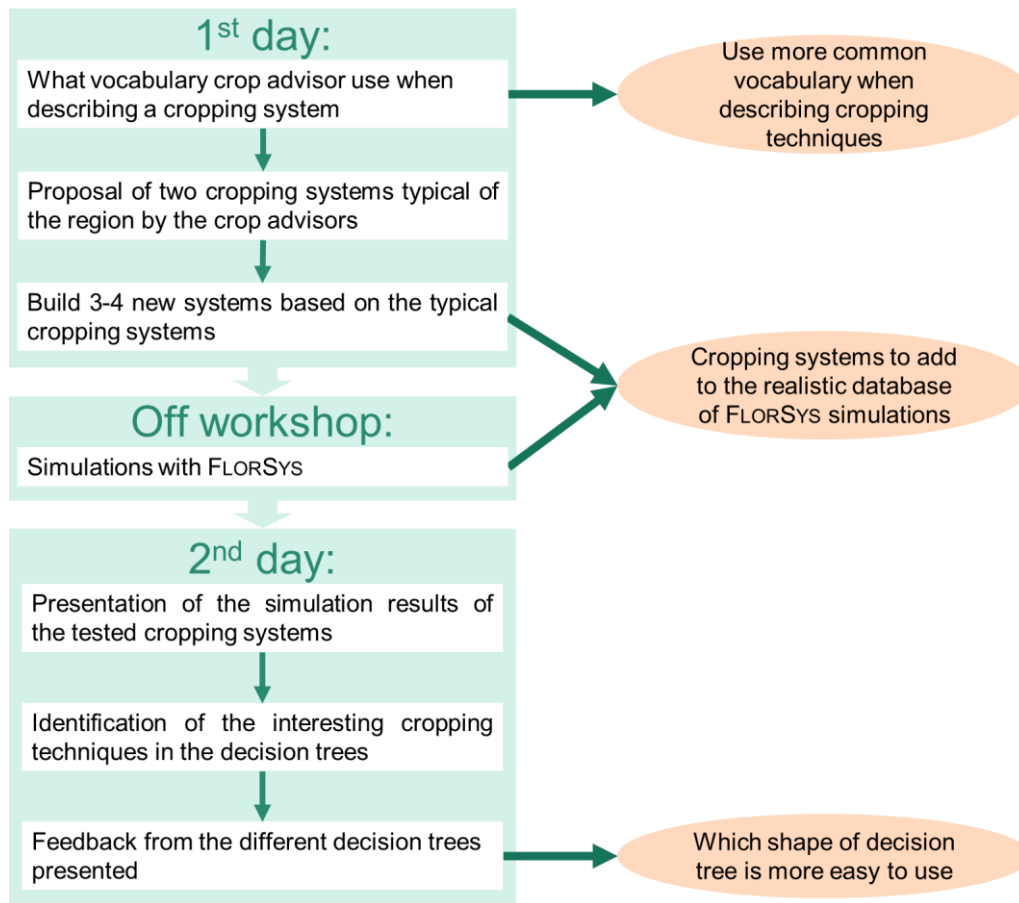 1st day:
What vocabulary crop advisor use when
describing a cropping system
Use more common
vocabulary when
describing cropping
techniques
Proposal of two cropping systems typical of
the region by the crop advisors
Build 3-4 new systems based on the typical
cropping systems
Cropping systems to add
to the realistic database
of FLORSYS simulations
Off workshop:
Simulations with FLORSYS
2nd day:
Presentation of the simulation results of
the tested cropping systems
Identification of the interesting cropping
techniques in the decision trees
Feedback from the different decision trees
presented
Which shape of decision
tree is more easy to use